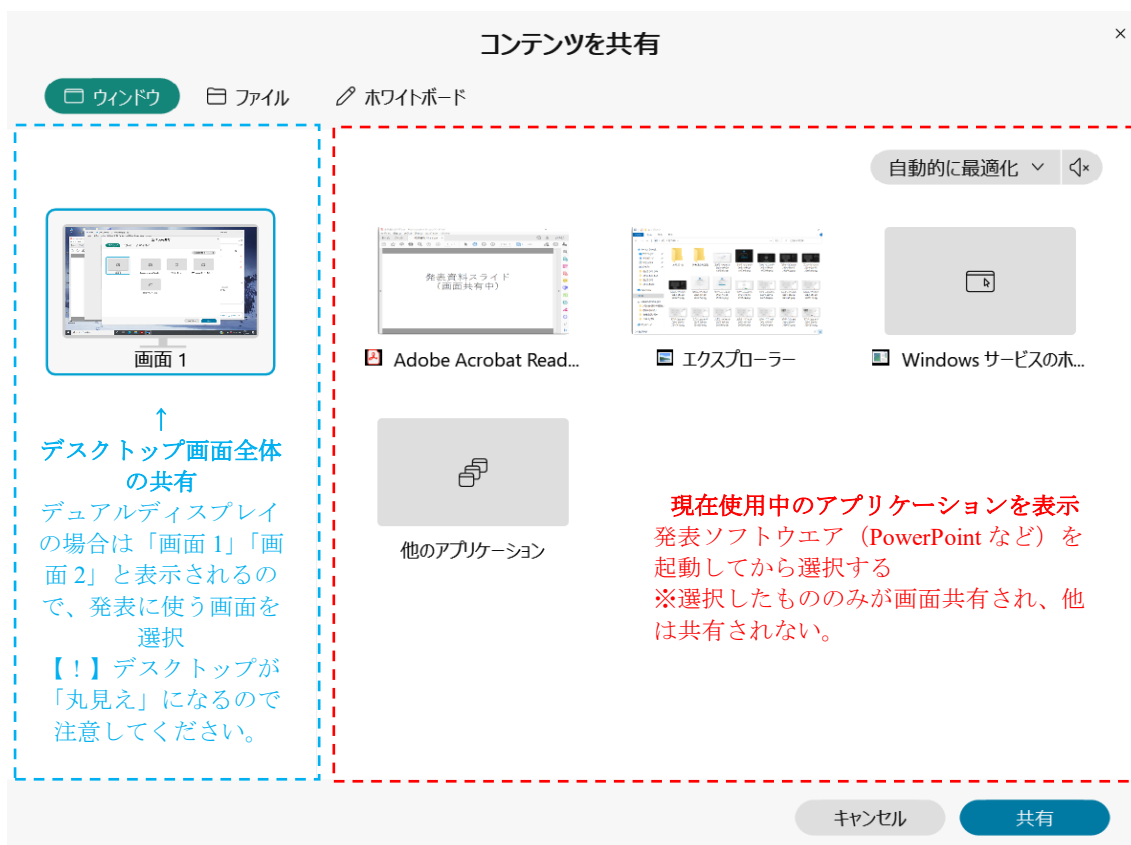 コンテンツを共有
×
ウィンドウ ファイル ホワイトボード
自動的に最適化
画面 1
発表資料スライド
(画面共有中)
Adobe Acrobat Read...
エクスプローラー
Windows サービスのホ...
他のアプリケーション
↑
デスクトップ画面全体
の共有
デュアルディスプレイ
の場合は「画面 1」「画
面 2」と表示されるの
で、発表に使う画面を
選択
【！】デスクトップが
「丸見え」になるので
注意してください。
現在使用中のアプリケーションを表示
発表ソフトウエア（PowerPoint など）を
起動してから選択する
※選択したもののみが画面共有され、他
は共有されない。
キャンセル
共有